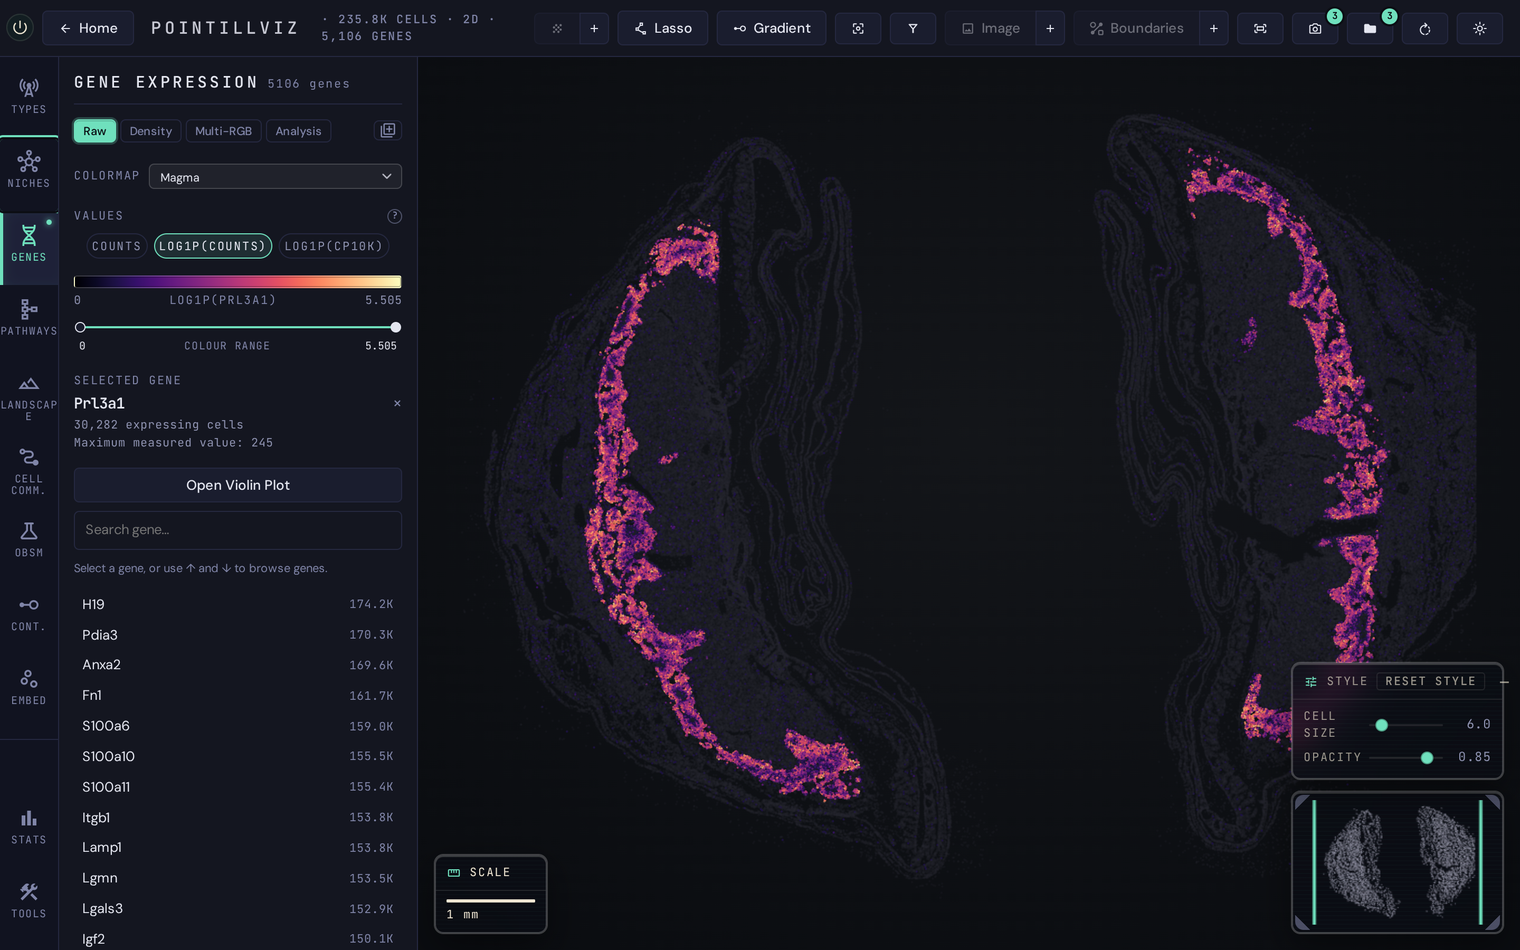 Home
POINTILLVIZ
· 235.8K CELLS · 2D ·
5,106 GENES
+
Lasso
Gradient
Image
+
Boundaries
+
3
3
TYPES
NICHES
GENES
PATHWAYS
LANDSCAP
E
CELL
COMM.
OBSM
CONT.
EMBED
STATS
TOOLS
GENE EXPRESSION 5106 genes
Raw
Density
Multi-RGB
Analysis
COLORMAP
Magma
VALUES
?
COUNTS
LOG1P(COUNTS)
LOG1P(CP10K)
0
LOG1P(PRL3A1)
5.505
0
COLOUR RANGE
5.505
SELECTED GENE
Prl3a1
×
30,282 expressing cells
Maximum measured value: 245
Open Violin Plot
Search gene...
Select a gene, or use ↑ and ↓ to browse genes.
H19 174.2K
Pdia3 170.3K
Anxa2 169.6K
Fn1 161.7K
S100a6 159.0K
S100a10 155.5K
S100a11 155.4K
Itgb1 153.8K
Lamp1 153.8K
Lgmn 153.5K
Lgals3 152.9K
Igf2 150.1K
SCALE
1 mm
STYLE
RESET STYLE
CELL
SIZE
6.0
OPACITY
0.85